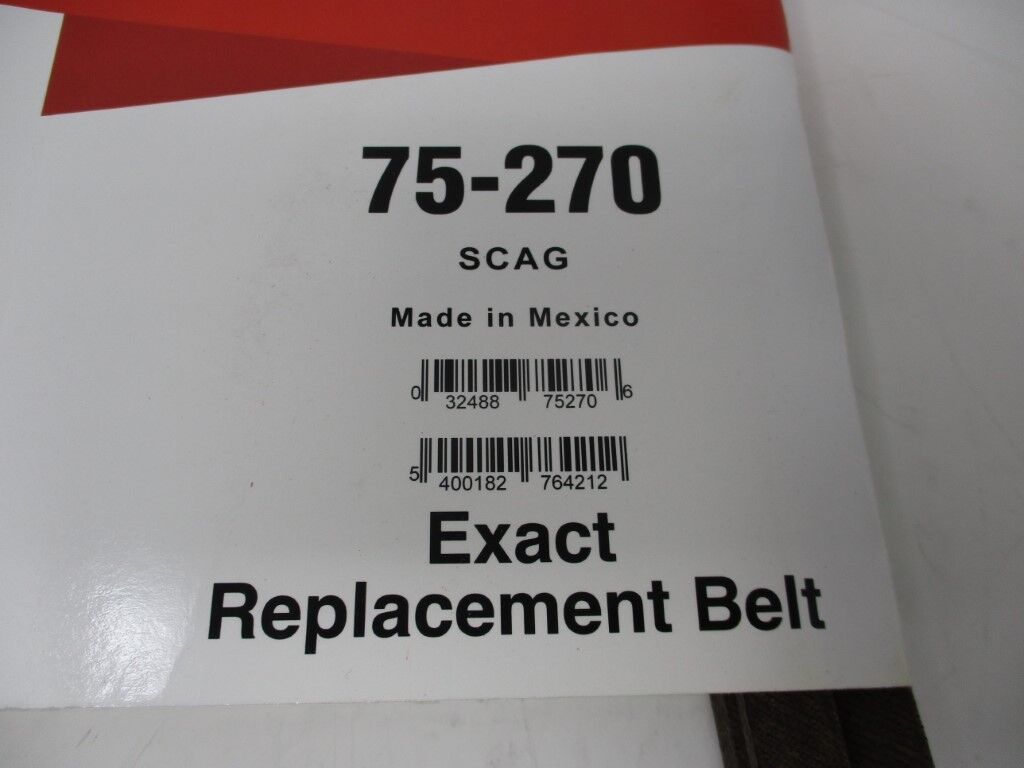 75-270
SCAG
Made in Mexico
0 32488 75270 6
5 400182 764212
Exact
Replacement Belt